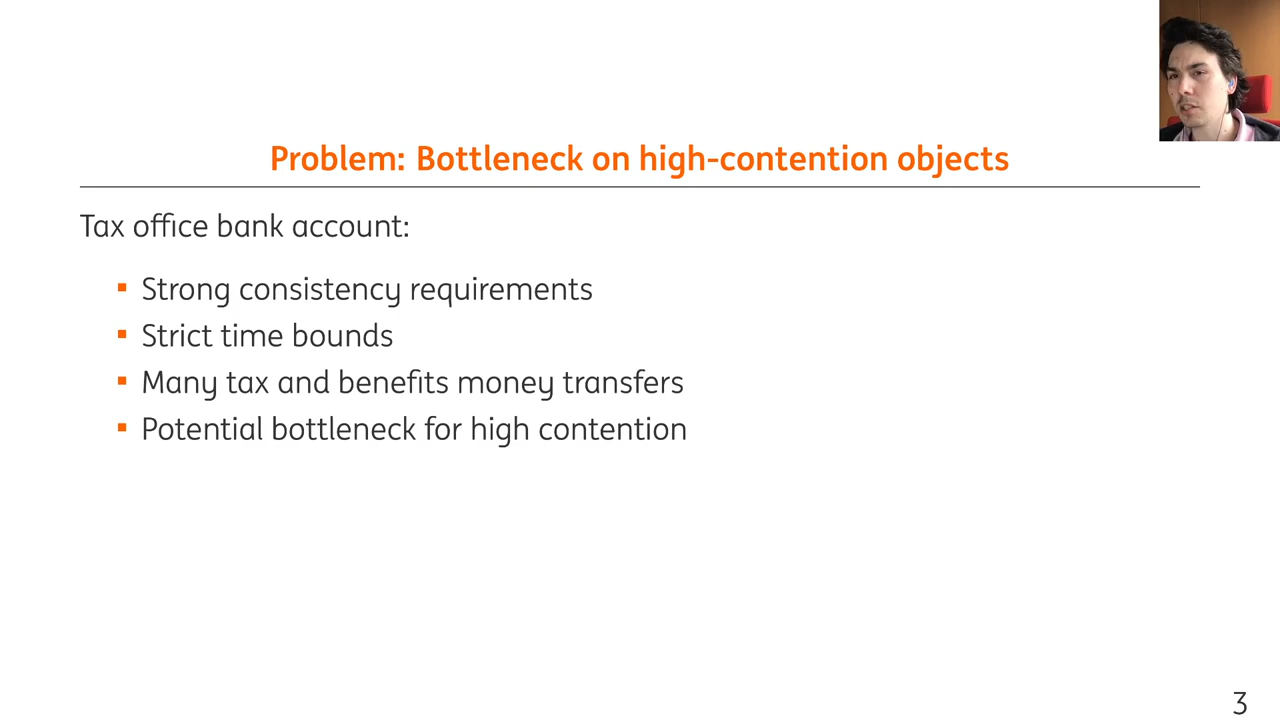 Problem: Bottleneck on high-contention objects
Tax office bank account:
Strong consistency requirements
Strict time bounds
Many tax and benefits money transfers
Potential bottleneck for high contention
3